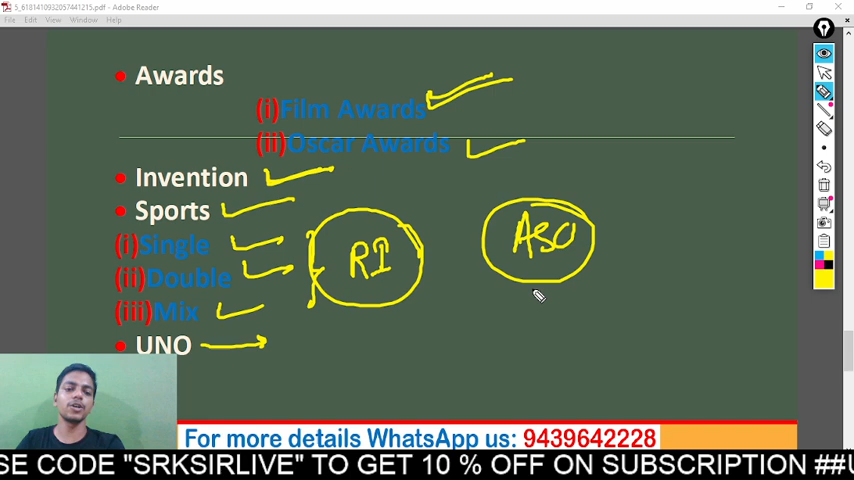 5_6181410932057441215.pdf - Adobe Reader
File Edit View Window Help
• Awards
(i)Film Awards
(ii)Oscar Awards
• Invention
• Sports
(i)Single
(ii)Double
(iii)Mix
RI
ASO
• UNO
For more details WhatsApp us: 9439642228
SE CODE "SRKSIRLIVE" TO GET 10 % OFF ON SUBSCRIPTION ##U